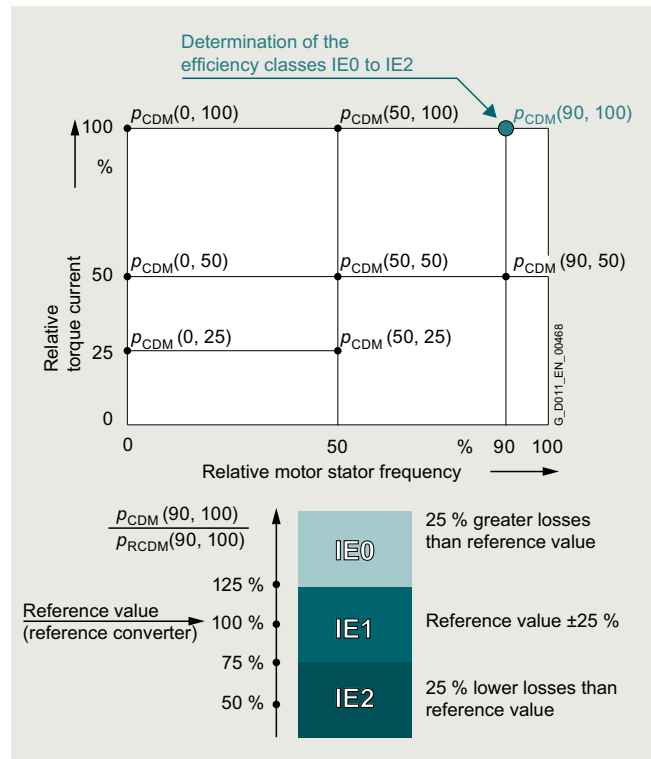 Determination of the
efficiency classes IE0 to IE2
pCDM(0, 100)
pCDM(50, 100)
pCDM(90, 100)
100
%
pCDM(0, 50)
pCDM(50, 50)
pCDM (90, 50)
50
pCDM (0, 25)
pCDM (50, 25)
25
0
Relative
torque current
G_D011_EN_00468
0
50
%
90
100
Relative motor stator frequency
pCDM (90, 100)
pRCDM(90, 100)
IE0
25 % greater losses
than reference value
125 %
Reference value
(reference converter)
100 %
IE1
Reference value ±25 %
75 %
50 %
IE2
25 % lower losses than
reference value